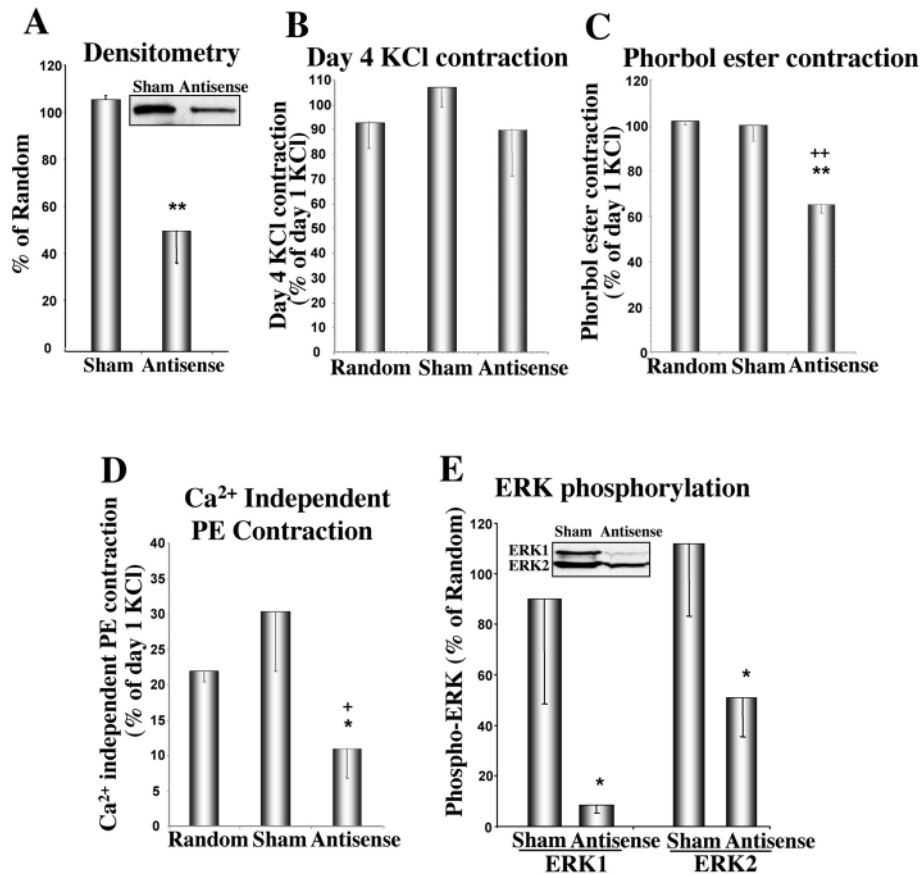 A
Densitometry
% of Random
120
100
80
60
40
20
0
Sham Antisense
**
Sham Antisense
B
Day 4 KCl contraction
Day 4 KCl contraction
(% of day 1 KCl)
110
100
90
80
70
60
50
40
30
20
10
0
Random Sham Antisense
C
Phorbol ester contraction
Phorbol ester contraction
(% of day 1 KCl)
120
100
80
60
40
20
0
++
**
Random Sham Antisense
D
Ca²⁺ Independent
PE Contraction
Ca²⁺ independent PE contraction
(% of day 1 KCl)
40
35
30
25
20
15
10
5
0
+
*
Random Sham Antisense
E
ERK phosphorylation
Phospho-ERK (% of Random)
120
100
80
60
40
20
0
Sham Antisense
ERK1
ERK2
*
*
Sham Antisense Sham Antisense
ERK1 ERK2